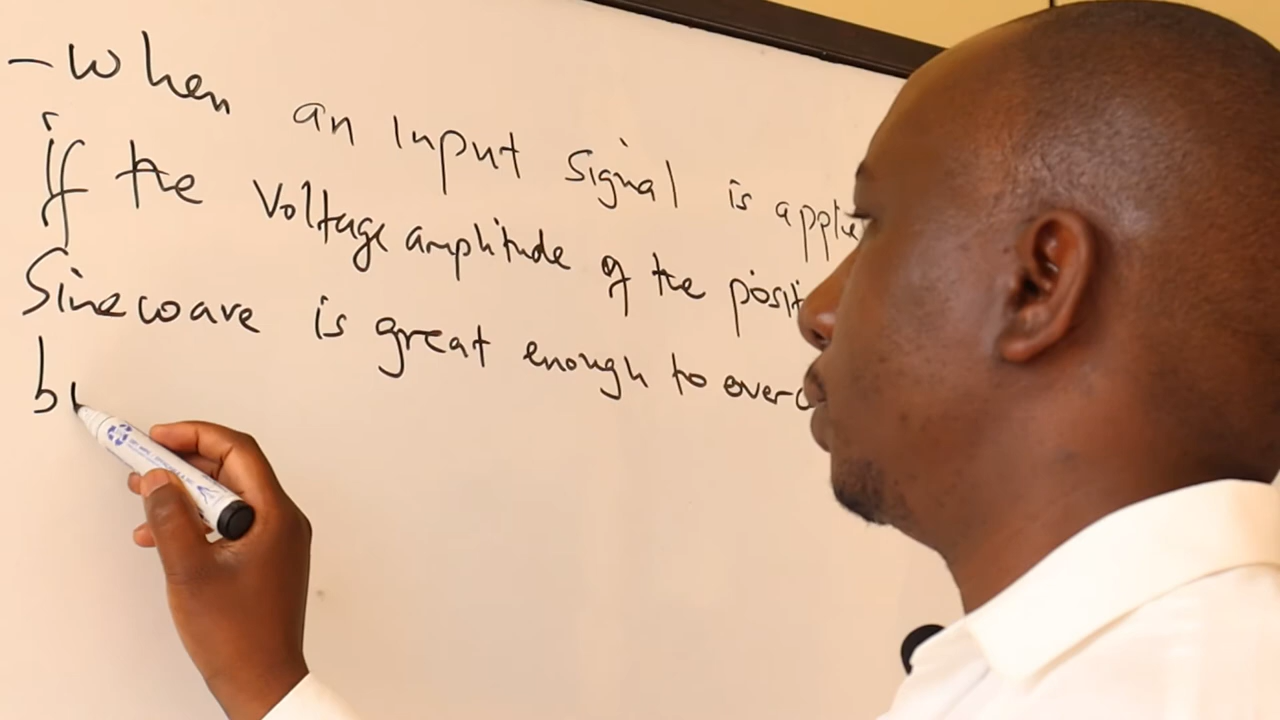 - When an Input Signal is applie
if the Voltage amplitude of the posit
Sinewave is great enough to overc
b